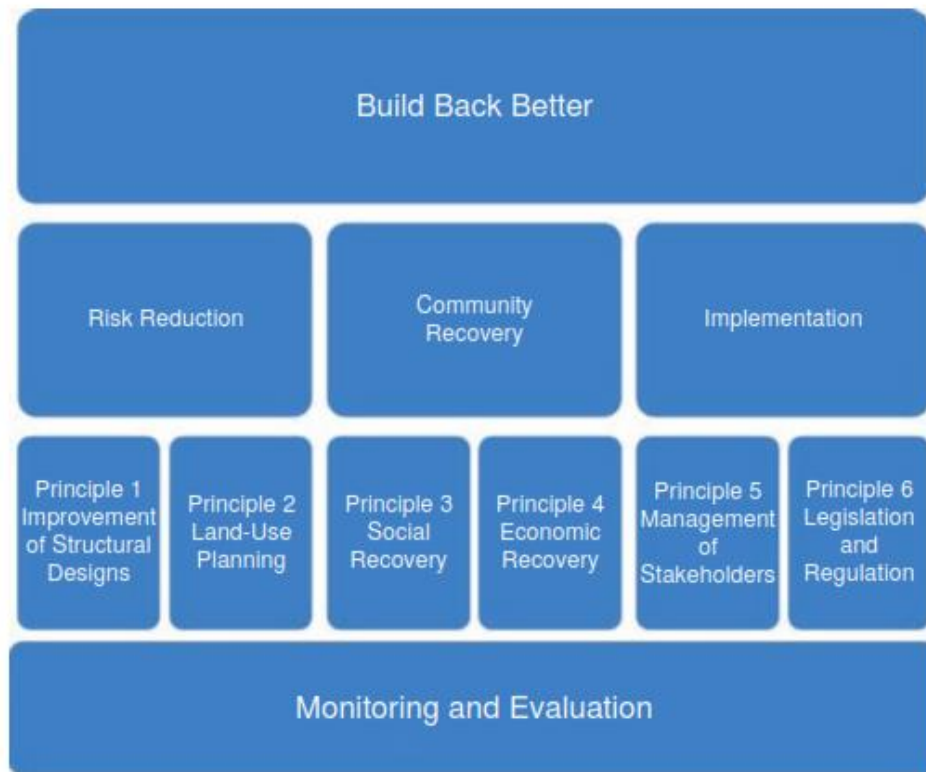 Build Back Better
Risk Reduction
Community
Recovery
Implementation
Principle 1
Improvement
of Structural
Designs
Principle 2
Land-Use
Planning
Principle 3
Social
Recovery
Principle 4
Economic
Recovery
Principle 5
Management
of
Stakeholders
Principle 6
Legislation
and
Regulation
Monitoring and Evaluation